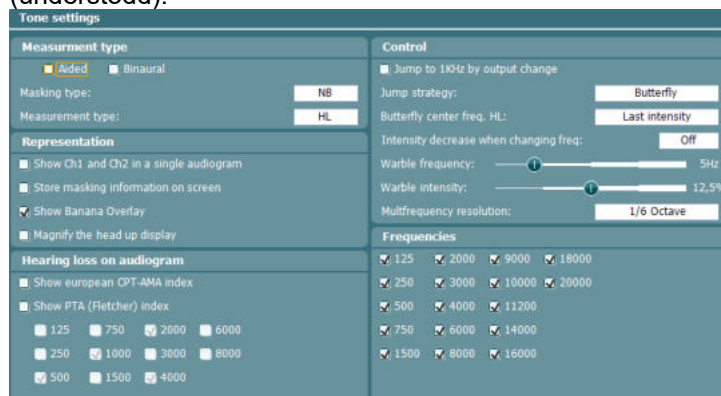 (understood).
Tone settings
Measurment type
Aided Binaural
Masking type: NB
Measurement type: HL
Representation
Show Ch1 and Ch2 in a single audiogram
Store masking information on screen
Show Banana Overlay
Magnify the head up display
Hearing loss on audiogram
Show european CPT-AMA index
Show PTA (Fletcher) index
125 750 2000 6000
250 1000 3000 8000
500 1500 4000
Control
Jump to 1KHz by output change
Jump strategy: Butterfly
Butterfly center freq. HL: Last intensity
Intensity decrease when changing freq: Off
Warble frequency: 5Hz
Warble intensity: 12,5%
Multfrequency resolution: 1/6 Octave
Frequencies
125 2000 9000 18000
250 3000 10000 20000
500 4000 11200
750 6000 14000
1500 8000 16000